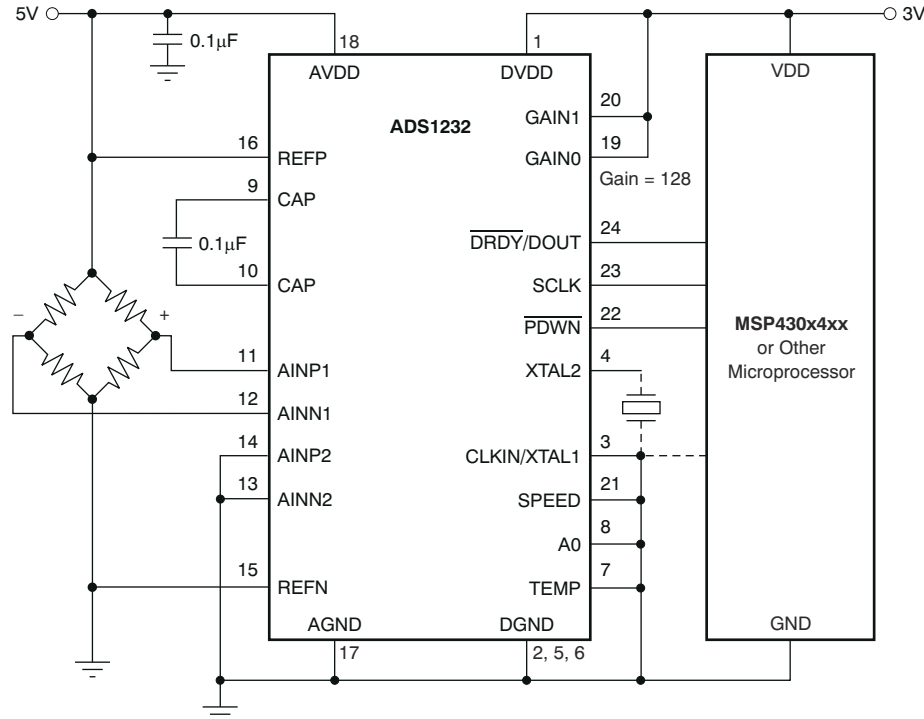 5V
3V
0.1μF
18
1
AVDD
DVDD
VDD
ADS1232
20
GAIN1
19
GAIN0
Gain = 128
16
REFP
9
CAP
0.1μF
10
CAP
24
DRDY/DOUT
23
SCLK
22
PDWN
MSP430x4xx
or Other
Microprocessor
−
+
11
AINP1
4
XTAL2
12
AINN1
14
AINP2
3
CLKIN/XTAL1
13
AINN2
21
SPEED
8
A0
15
REFN
7
TEMP
AGND
DGND
GND
17
2, 5, 6